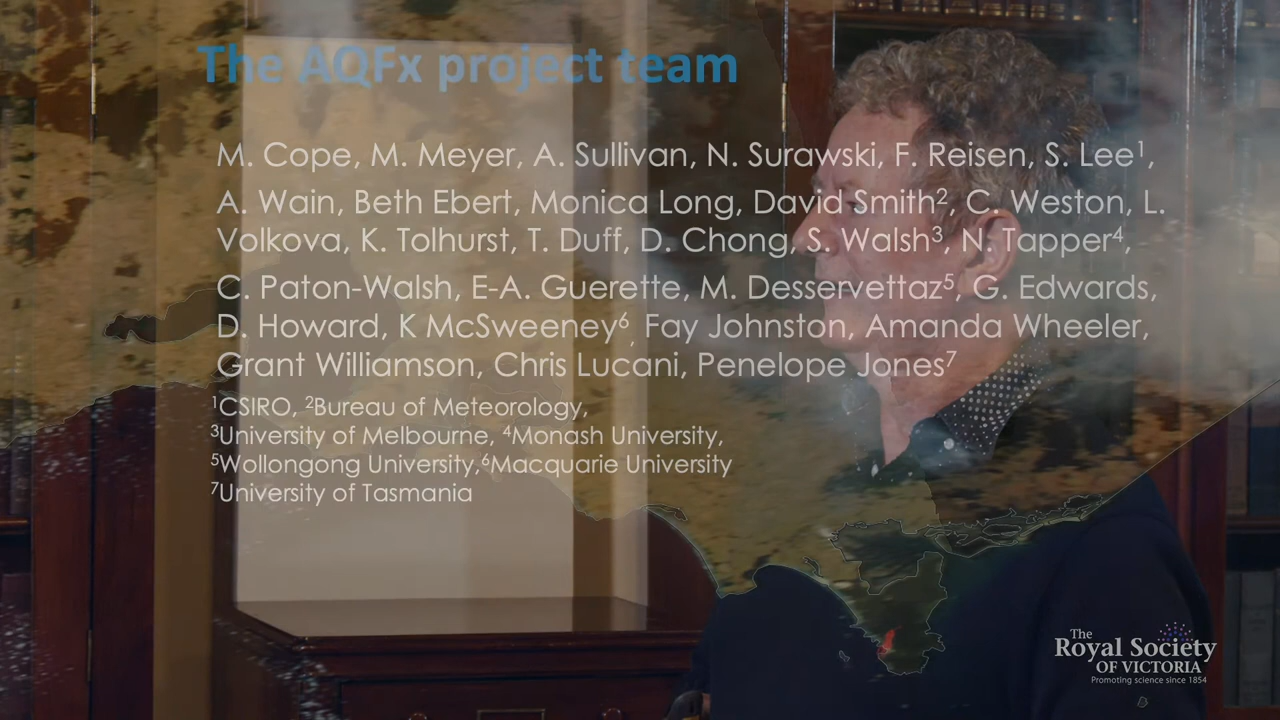 The AQFx project team
M. Cope, M. Meyer, A. Sullivan, N. Surawski, F. Reisen, S. Lee¹,
A. Wain, Beth Ebert, Monica Long, David Smith², C. Weston, L.
Volkova, K. Tolhurst, T. Duff, D. Chong, S. Walsh³, N. Tapper⁴,
C. Paton-Walsh, E-A. Guerette, M. Desservettaz⁵, G. Edwards,
D. Howard, K McSweeney⁶, Fay Johnston, Amanda Wheeler,
Grant Williamson, Chris Lucani, Penelope Jones⁷
¹CSIRO, ²Bureau of Meteorology,
³University of Melbourne, ⁴Monash University,
⁵Wollongong University,⁶Macquarie University
⁷University of Tasmania
The
Royal Society
OF VICTORIA
Promoting science since 1854